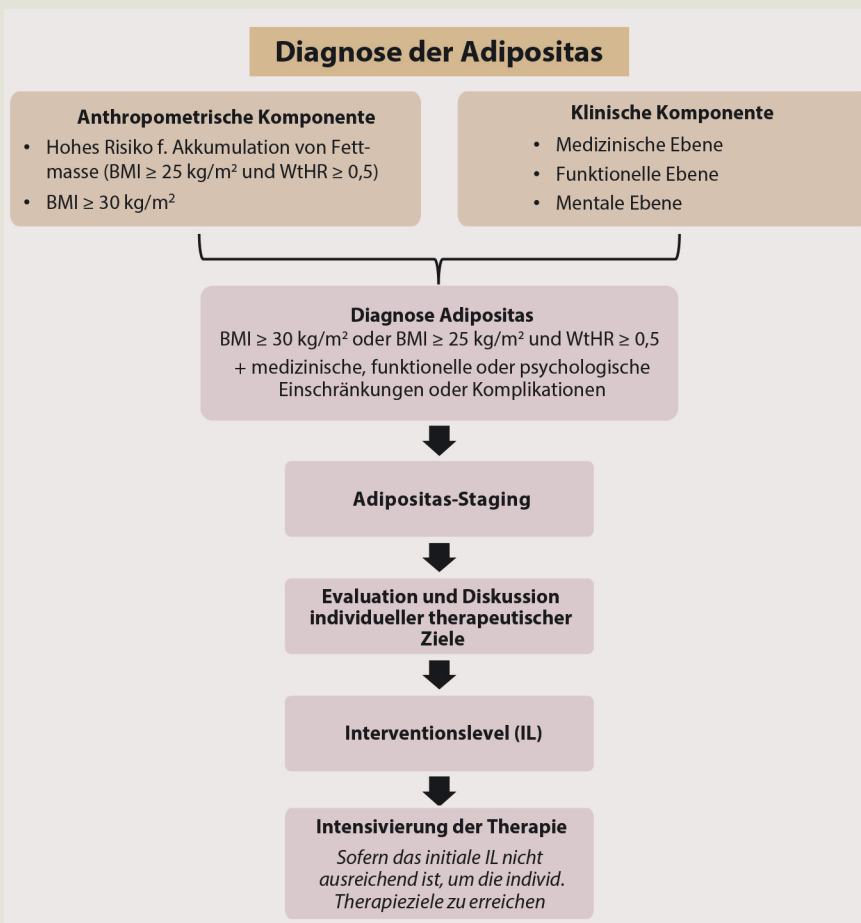 Diagnose der Adipositas
Anthropometrische Komponente
• Hohes Risiko f. Akkumulation von Fett-
masse (BMI ≥ 25 kg/m² und WtHR ≥ 0,5)
• BMI ≥ 30 kg/m²
Klinische Komponente
• Medizinische Ebene
• Funktionelle Ebene
• Mentale Ebene
Diagnose Adipositas
BMI ≥ 30 kg/m² oder BMI ≥ 25 kg/m² und WtHR ≥ 0,5
+ medizinische, funktionelle oder psychologische
Einschränkungen oder Komplikationen
Adipositas-Staging
Evaluation und Diskussion
individueller therapeutischer
Ziele
Interventionslevel (IL)
Intensivierung der Therapie
Sofern das initiale IL nicht
ausreichend ist, um die individ.
Therapieziele zu erreichen